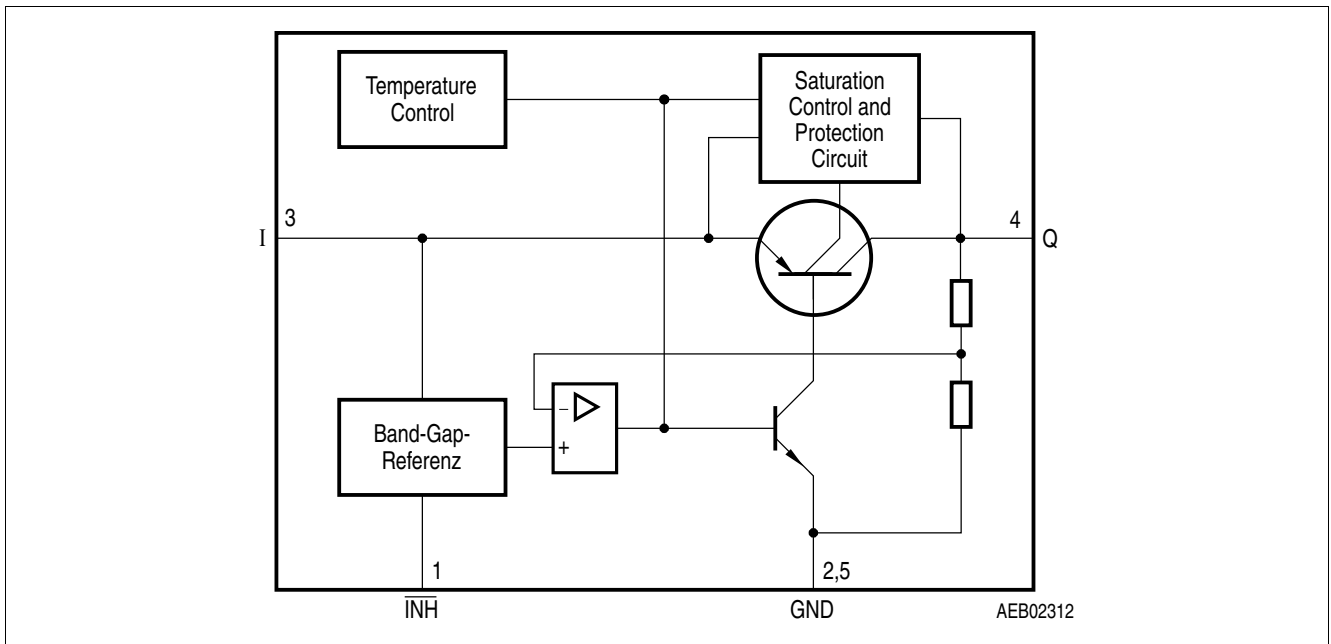 Temperature
Control
Saturation
Control and
Protection
Circuit
I
3
4
Q
Band-Gap-
Referenz
−
+
1
2,5
INH
GND
AEB02312